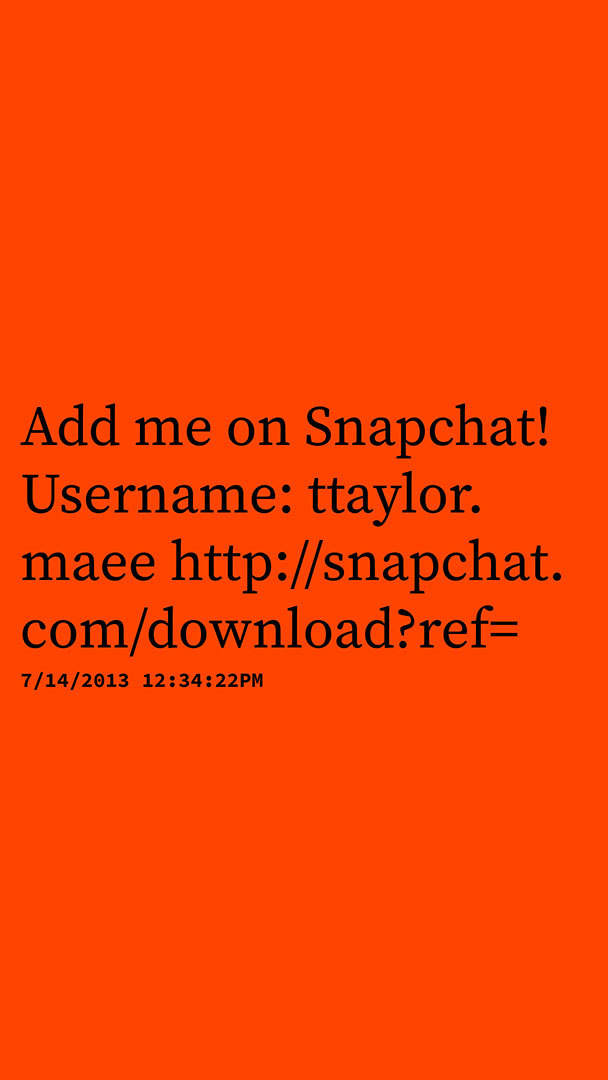 Add me on Snapchat!
Username: ttaylor.
maee http://snapchat.
com/download?ref=
7/14/2013 12:34:22PM